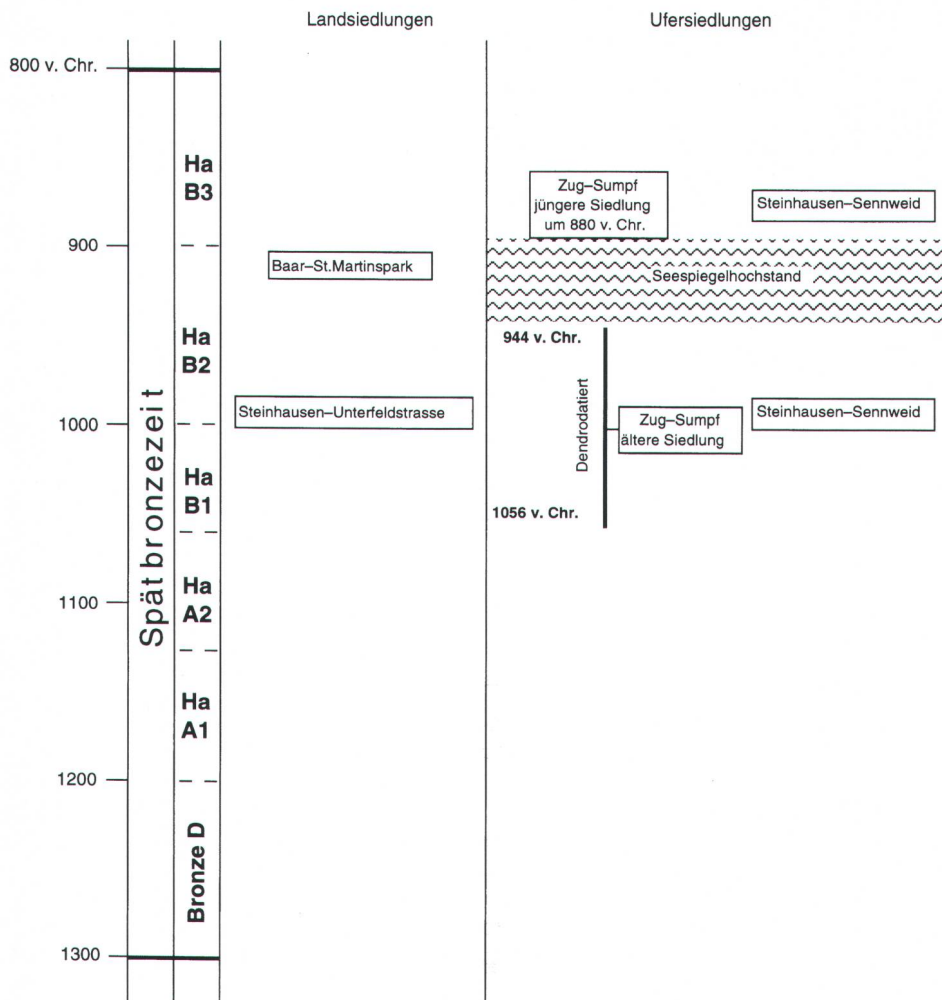 Landsiedlungen
Ufersiedlungen
800 v. Chr.
900
1000
1100
1200
1300
Spätbronzezeit
Ha
B3
Ha
B2
Ha
B1
Ha
A2
Ha
A1
Bronze D
Baar–St.Martinspark
Steinhausen–Unterfeldstrasse
Zug–Sumpf
jüngere Siedlung
um 880 v. Chr.
Steinhausen–Sennweid
Seespiegelhochstand
944 v. Chr.
Dendrodatiert
1056 v. Chr.
Zug–Sumpf
ältere Siedlung
Steinhausen–Sennweid